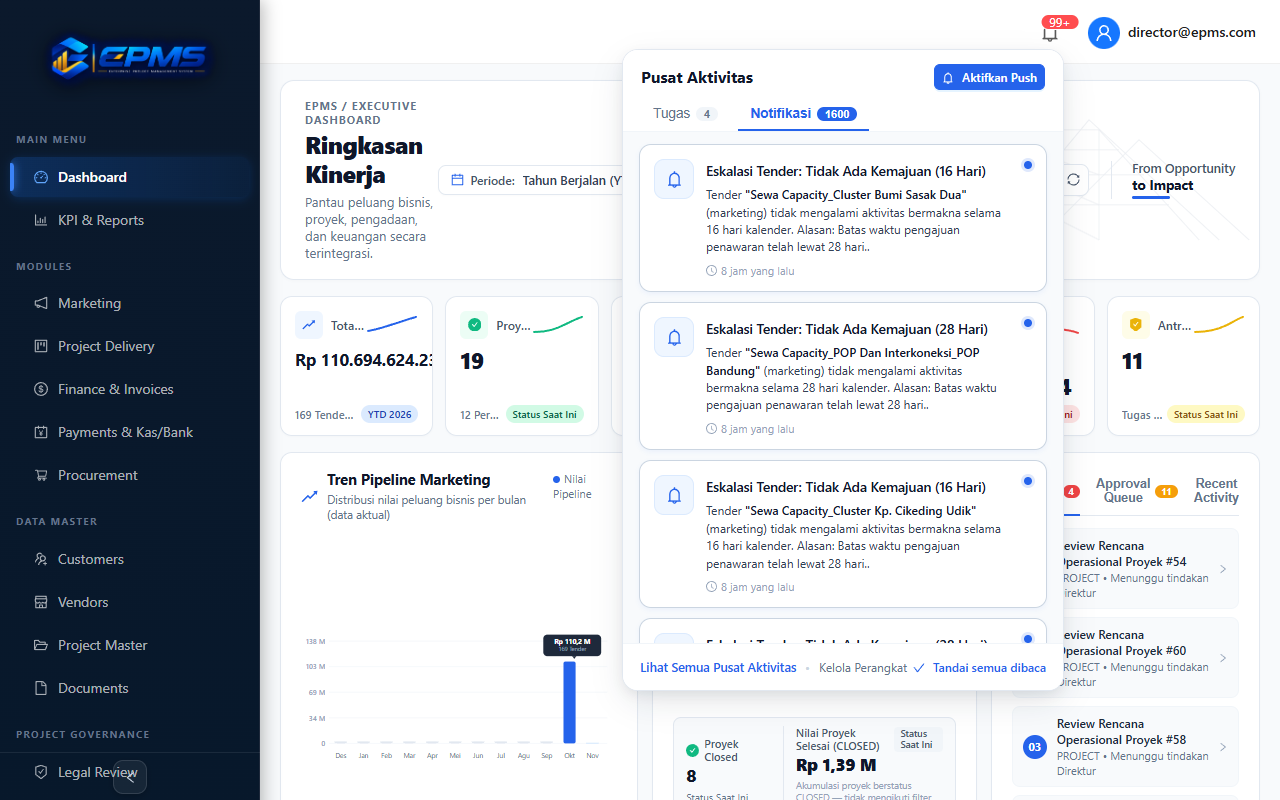 EPMS
MAIN MENU
Dashboard
KPI & Reports
MODULES
Marketing
Project Delivery
Finance & Invoices
Payments & Kas/Bank
Procurement
DATA MASTER
Customers
Vendors
Project Master
Documents
PROJECT GOVERNANCE
Legal Review
99+
director@epms.com
EPMS / EXECUTIVE
DASHBOARD
Ringkasan
Kinerja
Pantau peluang bisnis,
proyek, pengadaan,
dan keuangan secara
terintegrasi.
Periode: Tahun Berjalan (Y
From Opportunity
to Impact
Pusat Aktivitas
Aktifkan Push
Tugas 4
Notifikasi 1600
Eskalasi Tender: Tidak Ada Kemajuan (16 Hari)
Tender "Sewa Capacity_Cluster Bumi Sasak Dua"
(marketing) tidak mengalami aktivitas bermakna selama
16 hari kalender. Alasan: Batas waktu pengajuan
penawaran telah lewat 28 hari..
8 jam yang lalu
Eskalasi Tender: Tidak Ada Kemajuan (28 Hari)
Tender "Sewa Capacity_POP Dan Interkoneksi_POP
Bandung" (marketing) tidak mengalami aktivitas
bermakna selama 28 hari kalender. Alasan: Batas waktu
pengajuan penawaran telah lewat 28 hari..
8 jam yang lalu
Eskalasi Tender: Tidak Ada Kemajuan (16 Hari)
Tender "Sewa Capacity_Cluster Kp. Cikeding Udik"
(marketing) tidak mengalami aktivitas bermakna selama
16 hari kalender. Alasan: Batas waktu pengajuan
penawaran telah lewat 28 hari..
8 jam yang lalu
Lihat Semua Pusat Aktivitas • Kelola Perangkat Tandai semua dibaca
Tota...
Rp 110.694.624.23
169 Tende... YTD 2026
Proy...
19
12 Per... Status Saat Ini
4
ni
Antr...
11
Tugas ... Status Saat Ini
Tren Pipeline Marketing
Distribusi nilai peluang bisnis per bulan
(data aktual)
Nilai
Pipeline
138 M
103 M
69 M
34 M
0
Rp 110,2 M
169 Tender
Des Jan Feb Mar Apr Mei Jun Jul Agu Sep Okt Nov
Proyek
Closed
8
Status Saat Ini
Nilai Proyek
Selesai (CLOSED)
Status
Saat Ini
Rp 1,39 M
Akumulasi proyek berstatus
CLOSED — tidak mengikuti filter
4
Approval
Queue
11
Recent
Activity
eview Rencana
Operasional Proyek #54
PROJECT • Menunggu tindakan
irektur
eview Rencana
Operasional Proyek #60
PROJECT • Menunggu tindakan
Direktur
03
Review Rencana
Operasional Proyek #58
PROJECT • Menunggu tindakan
Direktur